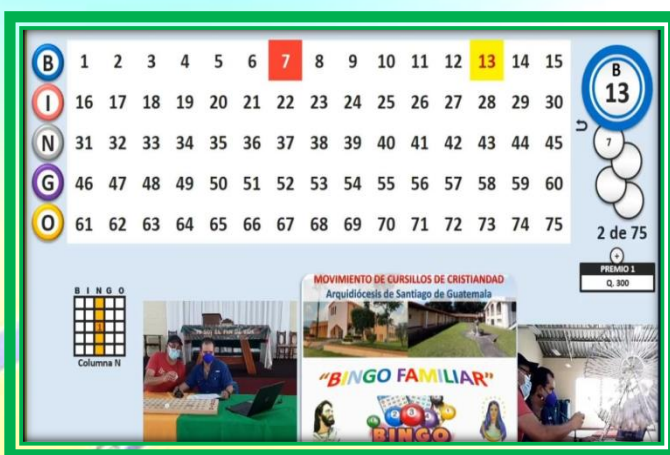 B 1 2 3 4 5 6 7 8 9 10 11 12 13 14 15
I 16 17 18 19 20 21 22 23 24 25 26 27 28 29 30
N 31 32 33 34 35 36 37 38 39 40 41 42 43 44 45
G 46 47 48 49 50 51 52 53 54 55 56 57 58 59 60
O 61 62 63 64 65 66 67 68 69 70 71 72 73 74 75
B
13
7
2 de 75
+
PREMIO 1
Q. 300
B I N G O
1
Columna N
MOVIMIENTO DE CURSILLOS DE CRISTIANDAD
Arquidiócesis de Santiago de Guatemala
"BINGO FAMILIAR"
BINGO